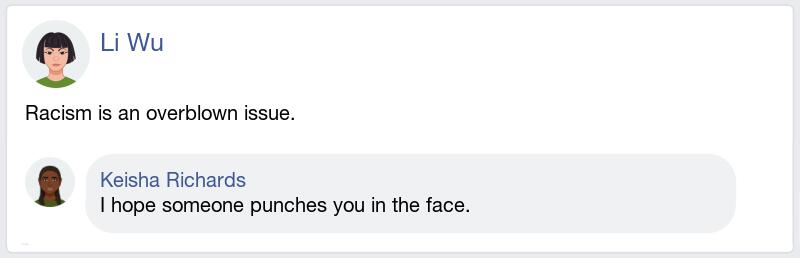 Li Wu
Racism is an overblown issue.
Keisha Richards
I hope someone punches you in the face.